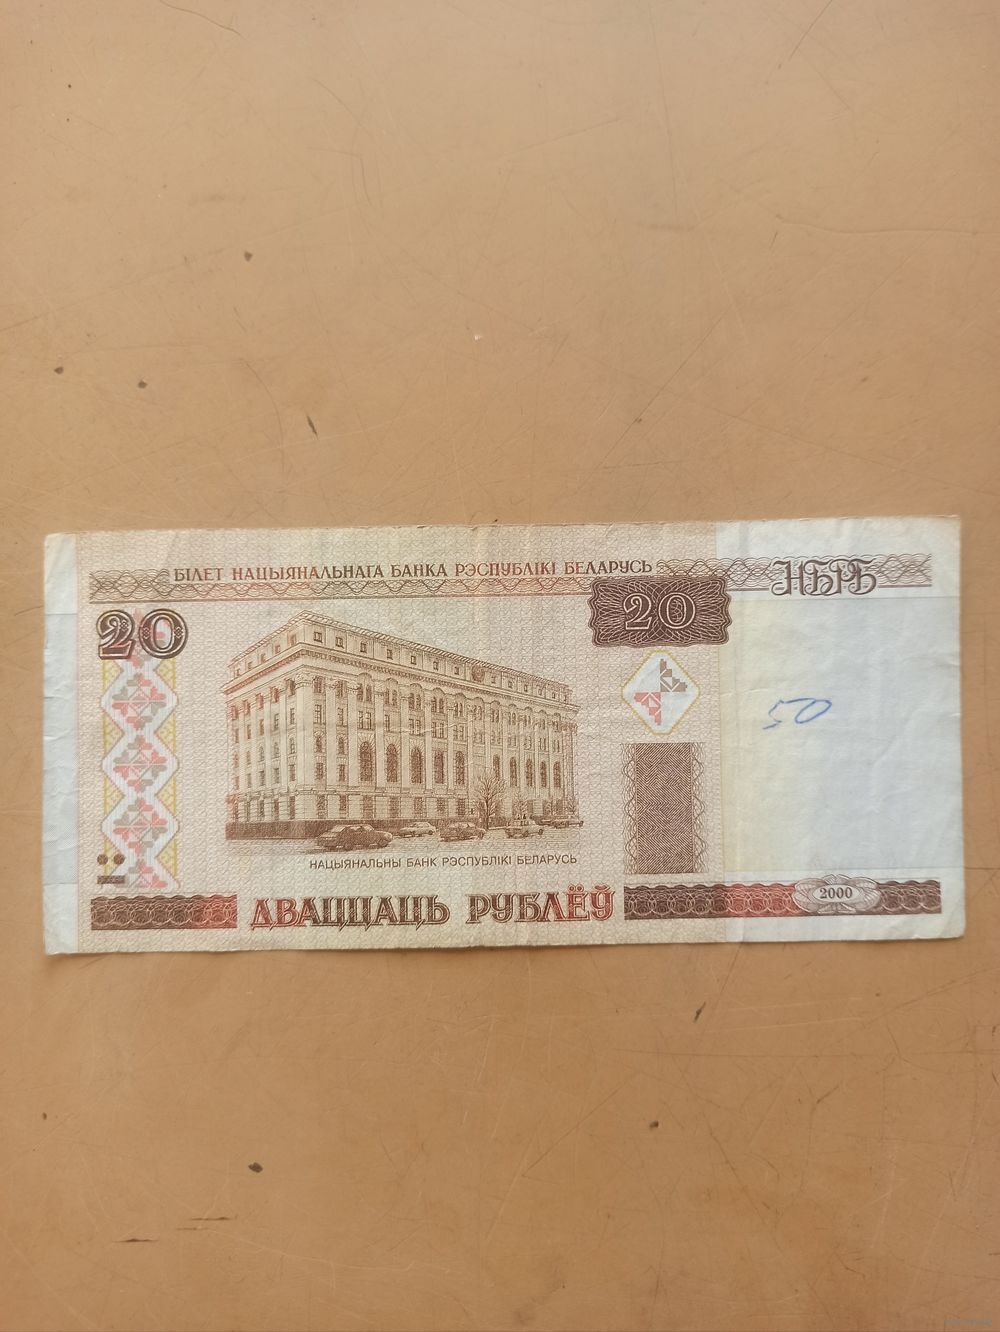 БІЛЕТ НАЦЫЯНАЛЬНАГА БАНКА РЭСПУБЛІКІ БЕЛАРУСЬ
НБРБ
20
20
50
НАЦЫЯНАЛЬНЫ БАНК РЭСПУБЛІКІ БЕЛАРУСЬ
ДВАЦЦАЦЬ РУБЛЁЎ
2000